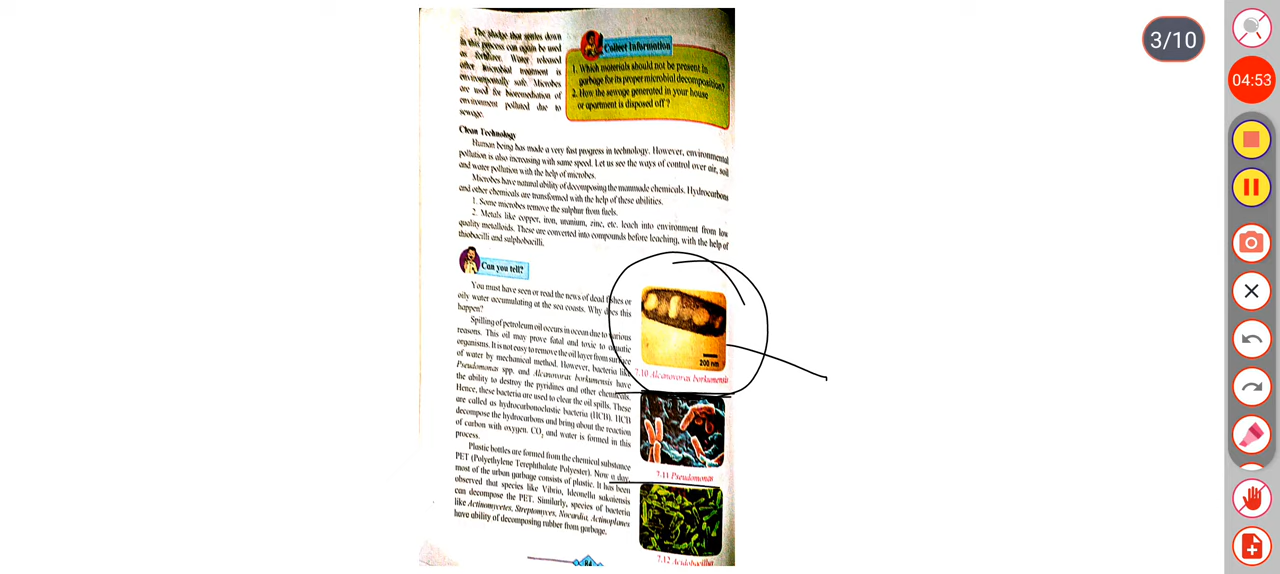 3/10
04:53
The sludge that settles down
in this process can again be used
as fertilizer. Water released
after microbial treatment is
environmentally safe. Microbes
are used for bioremediation of
environment polluted due to
sewage.
Collect Information
1. Which materials should not be present in
garbage for its proper microbial decomposition?
2. How the sewage generated in your house
or apartment is disposed off ?
Clean Technology
Human being has made a very fast progress in technology. However, environmental
pollution is also increasing with same speed. Let us see the ways of control over air, soil
and water pollution with the help of microbes.
Microbes have natural ability of decomposing the manmade chemicals. Hydrocarbons
and other chemicals are transformed with the help of these abilities.
1. Some microbes remove the sulphur from fuels.
2. Metals like copper, iron, uranium, zinc, etc. leach into environment from low
quality metalloids. These are converted into compounds before leaching, with the help of
thiobacilli and sulphobacilli.
Can you tell?
You must have seen or read the news of dead fishes or
oily water accumulating at the sea coasts. Why does this
happen?
Spilling of petroleum oil occurs in ocean due to various
reasons. This oil may prove fatal and toxic to aquatic
organisms. It is not easy to remove the oil layer from surface
of water by mechanical method. However, bacteria like
Pseudomonas spp. and Alcanovorax borkumensis have
the ability to destroy the pyridines and other chemicals.
Hence, these bacteria are used to clear the oil spills. These
are called as hydrocarbonoclastic bacteria (HCB). HCB
decompose the hydrocarbons and bring about the reaction
of carbon with oxygen. CO₂ and water is formed in this
process.
Plastic bottles are formed from the chemical substance
PET (Polyethylene Terephthalate Polyester). Now a day,
most of the urban garbage consists of plastic. It has been
observed that species like Vibrio, Ideonella sakaiensis
can decompose the PET. Similarly, species of bacteria
like Actinomycetes, Streptomyces, Nocardia, Actinoplanes
have ability of decomposing rubber from garbage.
200 nm
7.10 Alcanovorax borkumensis
7.11 Pseudomonas
7.12 Acidobacillus
84